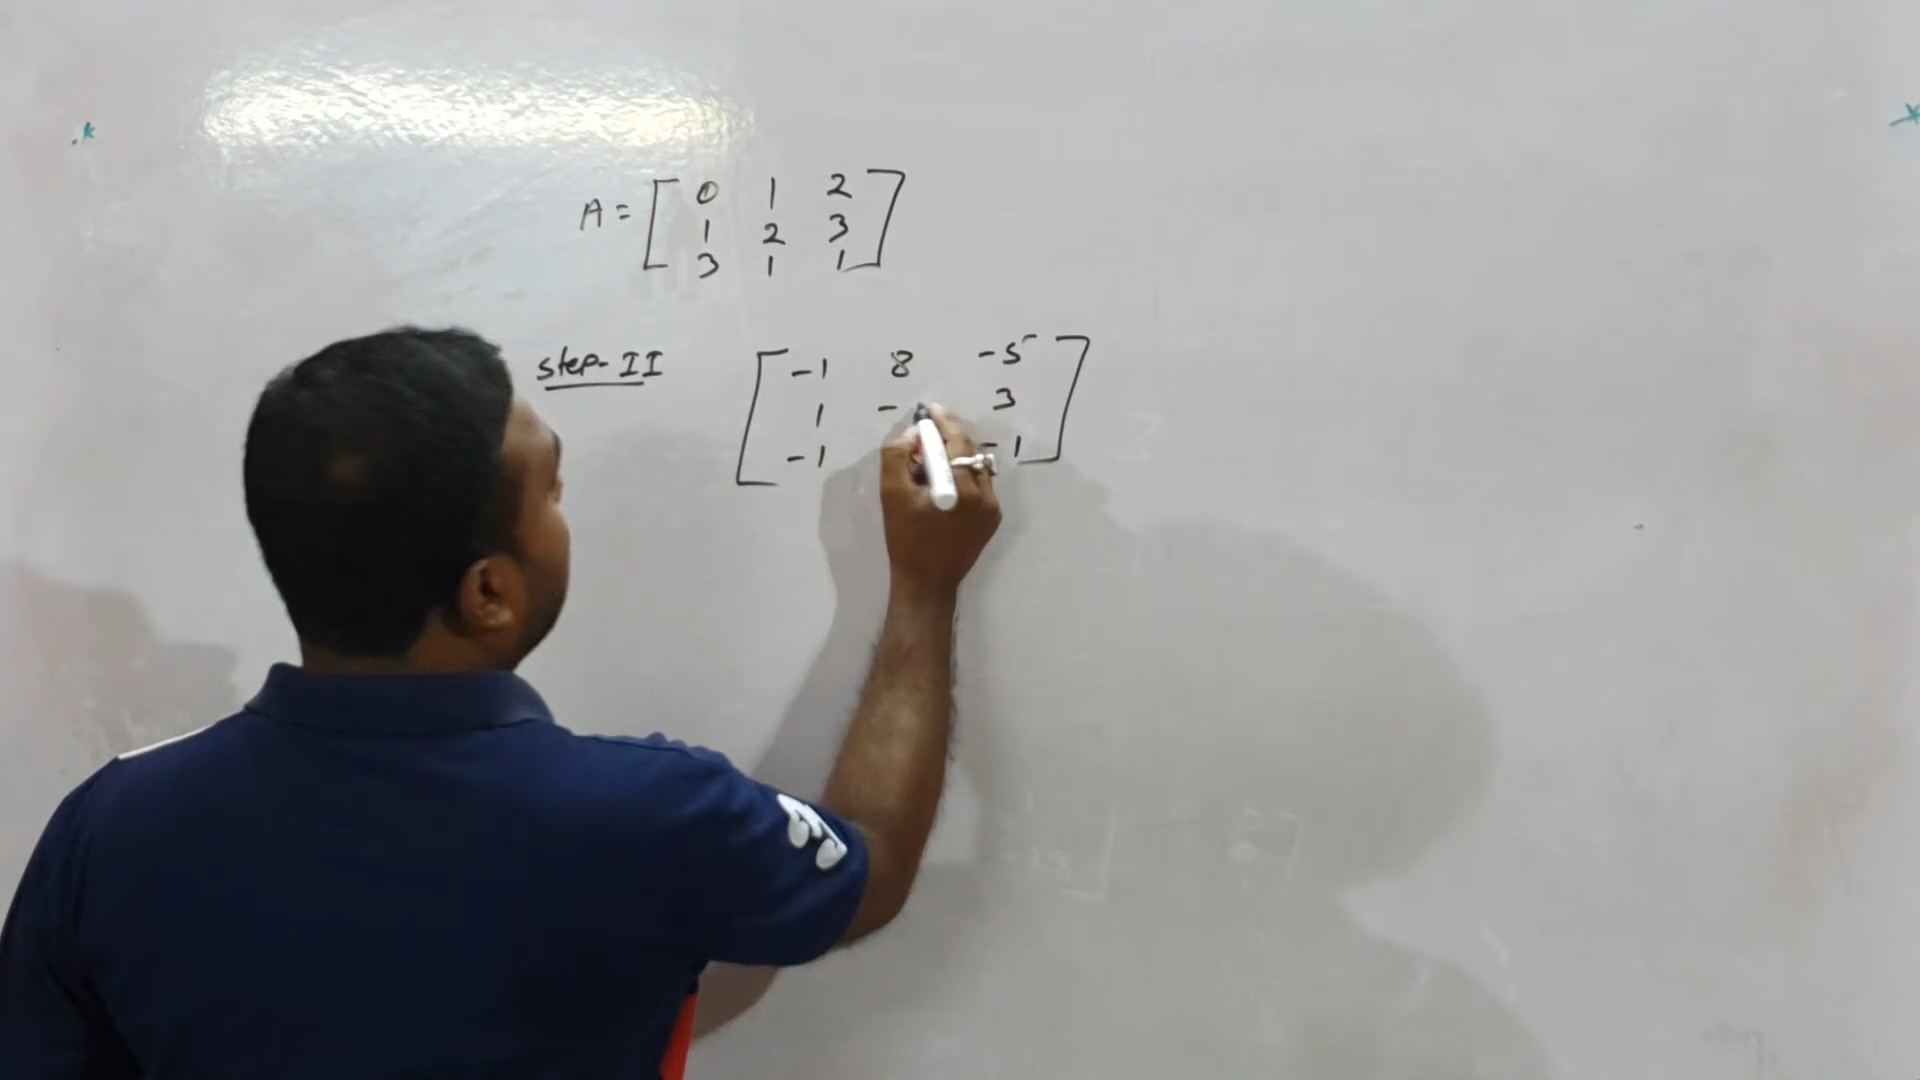 A = [ 0 1 2
1 2 3
3 1 1 ]
step-II [ -1 8 -5
1 - 3
-1 -1 ]